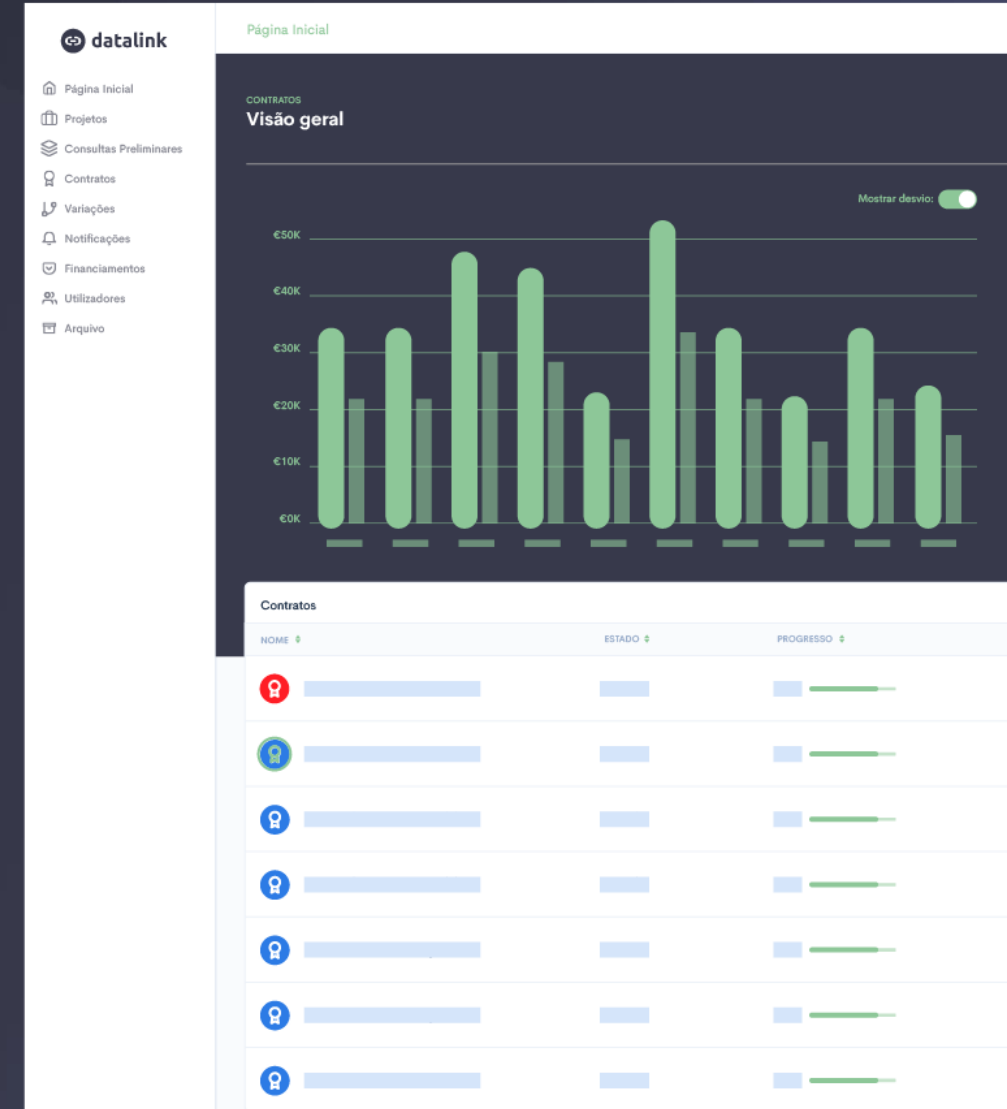 datalink
Página Inicial
Projetos
Consultas Preliminares
Contratos
Variações
Notificações
Financiamentos
Utilizadores
Arquivo
Página Inicial
CONTRATOS
Visão geral
Mostrar desvio:
€50K
€40K
€30K
€20K
€10K
€0K
Contratos
NOME ESTADO PROGRESSO